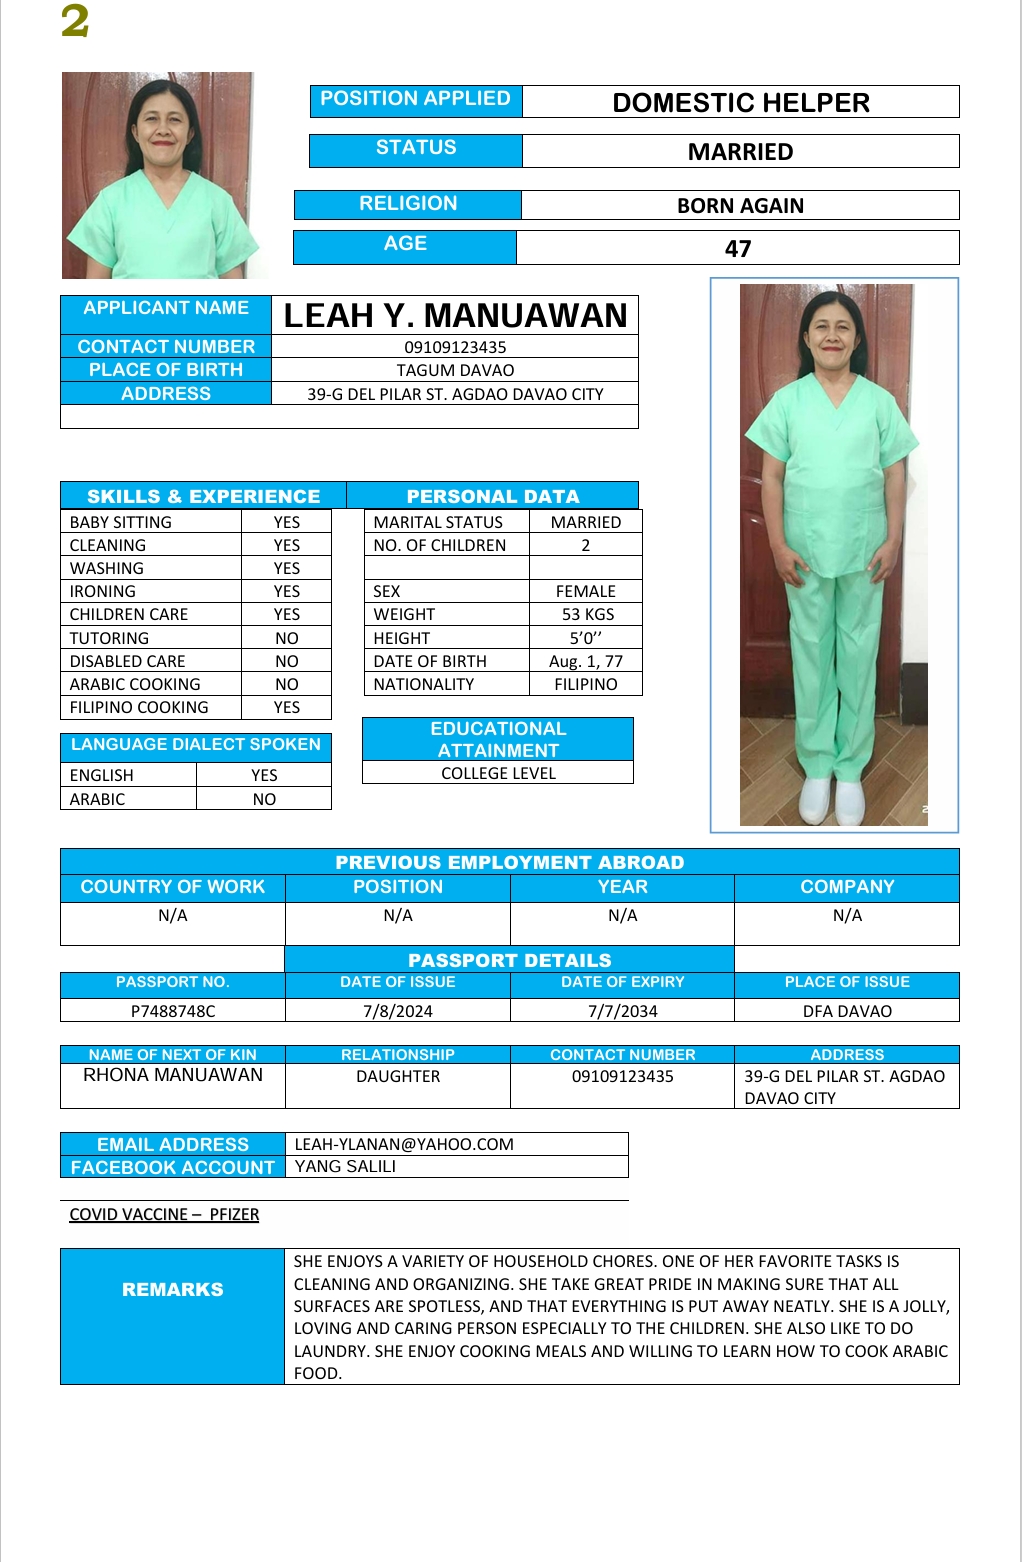 2
POSITION APPLIED DOMESTIC HELPER
STATUS MARRIED
RELIGION BORN AGAIN
AGE 47
APPLICANT NAME LEAH Y. MANUAWAN
CONTACT NUMBER 09109123435
PLACE OF BIRTH TAGUM DAVAO
ADDRESS 39-G DEL PILAR ST. AGDAO DAVAO CITY
SKILLS & EXPERIENCE PERSONAL DATA
BABY SITTING YES MARITAL STATUS MARRIED
CLEANING YES NO. OF CHILDREN 2
WASHING YES
IRONING YES SEX FEMALE
CHILDREN CARE YES WEIGHT 53 KGS
TUTORING NO HEIGHT 5’0’’
DISABLED CARE NO DATE OF BIRTH Aug. 1, 77
ARABIC COOKING NO NATIONALITY FILIPINO
FILIPINO COOKING YES
LANGUAGE DIALECT SPOKEN
ENGLISH YES
ARABIC NO
EDUCATIONAL
ATTAINMENT
COLLEGE LEVEL
2
PREVIOUS EMPLOYMENT ABROAD
COUNTRY OF WORK POSITION YEAR COMPANY
N/A N/A N/A N/A
PASSPORT DETAILS
PASSPORT NO. DATE OF ISSUE DATE OF EXPIRY PLACE OF ISSUE
P7488748C 7/8/2024 7/7/2034 DFA DAVAO
NAME OF NEXT OF KIN RELATIONSHIP CONTACT NUMBER ADDRESS
RHONA MANUAWAN DAUGHTER 09109123435 39-G DEL PILAR ST. AGDAO
DAVAO CITY
EMAIL ADDRESS LEAH-YLANAN@YAHOO.COM
FACEBOOK ACCOUNT YANG SALILI
COVID VACCINE – PFIZER
REMARKS
SHE ENJOYS A VARIETY OF HOUSEHOLD CHORES. ONE OF HER FAVORITE TASKS IS
CLEANING AND ORGANIZING. SHE TAKE GREAT PRIDE IN MAKING SURE THAT ALL
SURFACES ARE SPOTLESS, AND THAT EVERYTHING IS PUT AWAY NEATLY. SHE IS A JOLLY,
LOVING AND CARING PERSON ESPECIALLY TO THE CHILDREN. SHE ALSO LIKE TO DO
LAUNDRY. SHE ENJOY COOKING MEALS AND WILLING TO LEARN HOW TO COOK ARABIC
FOOD.